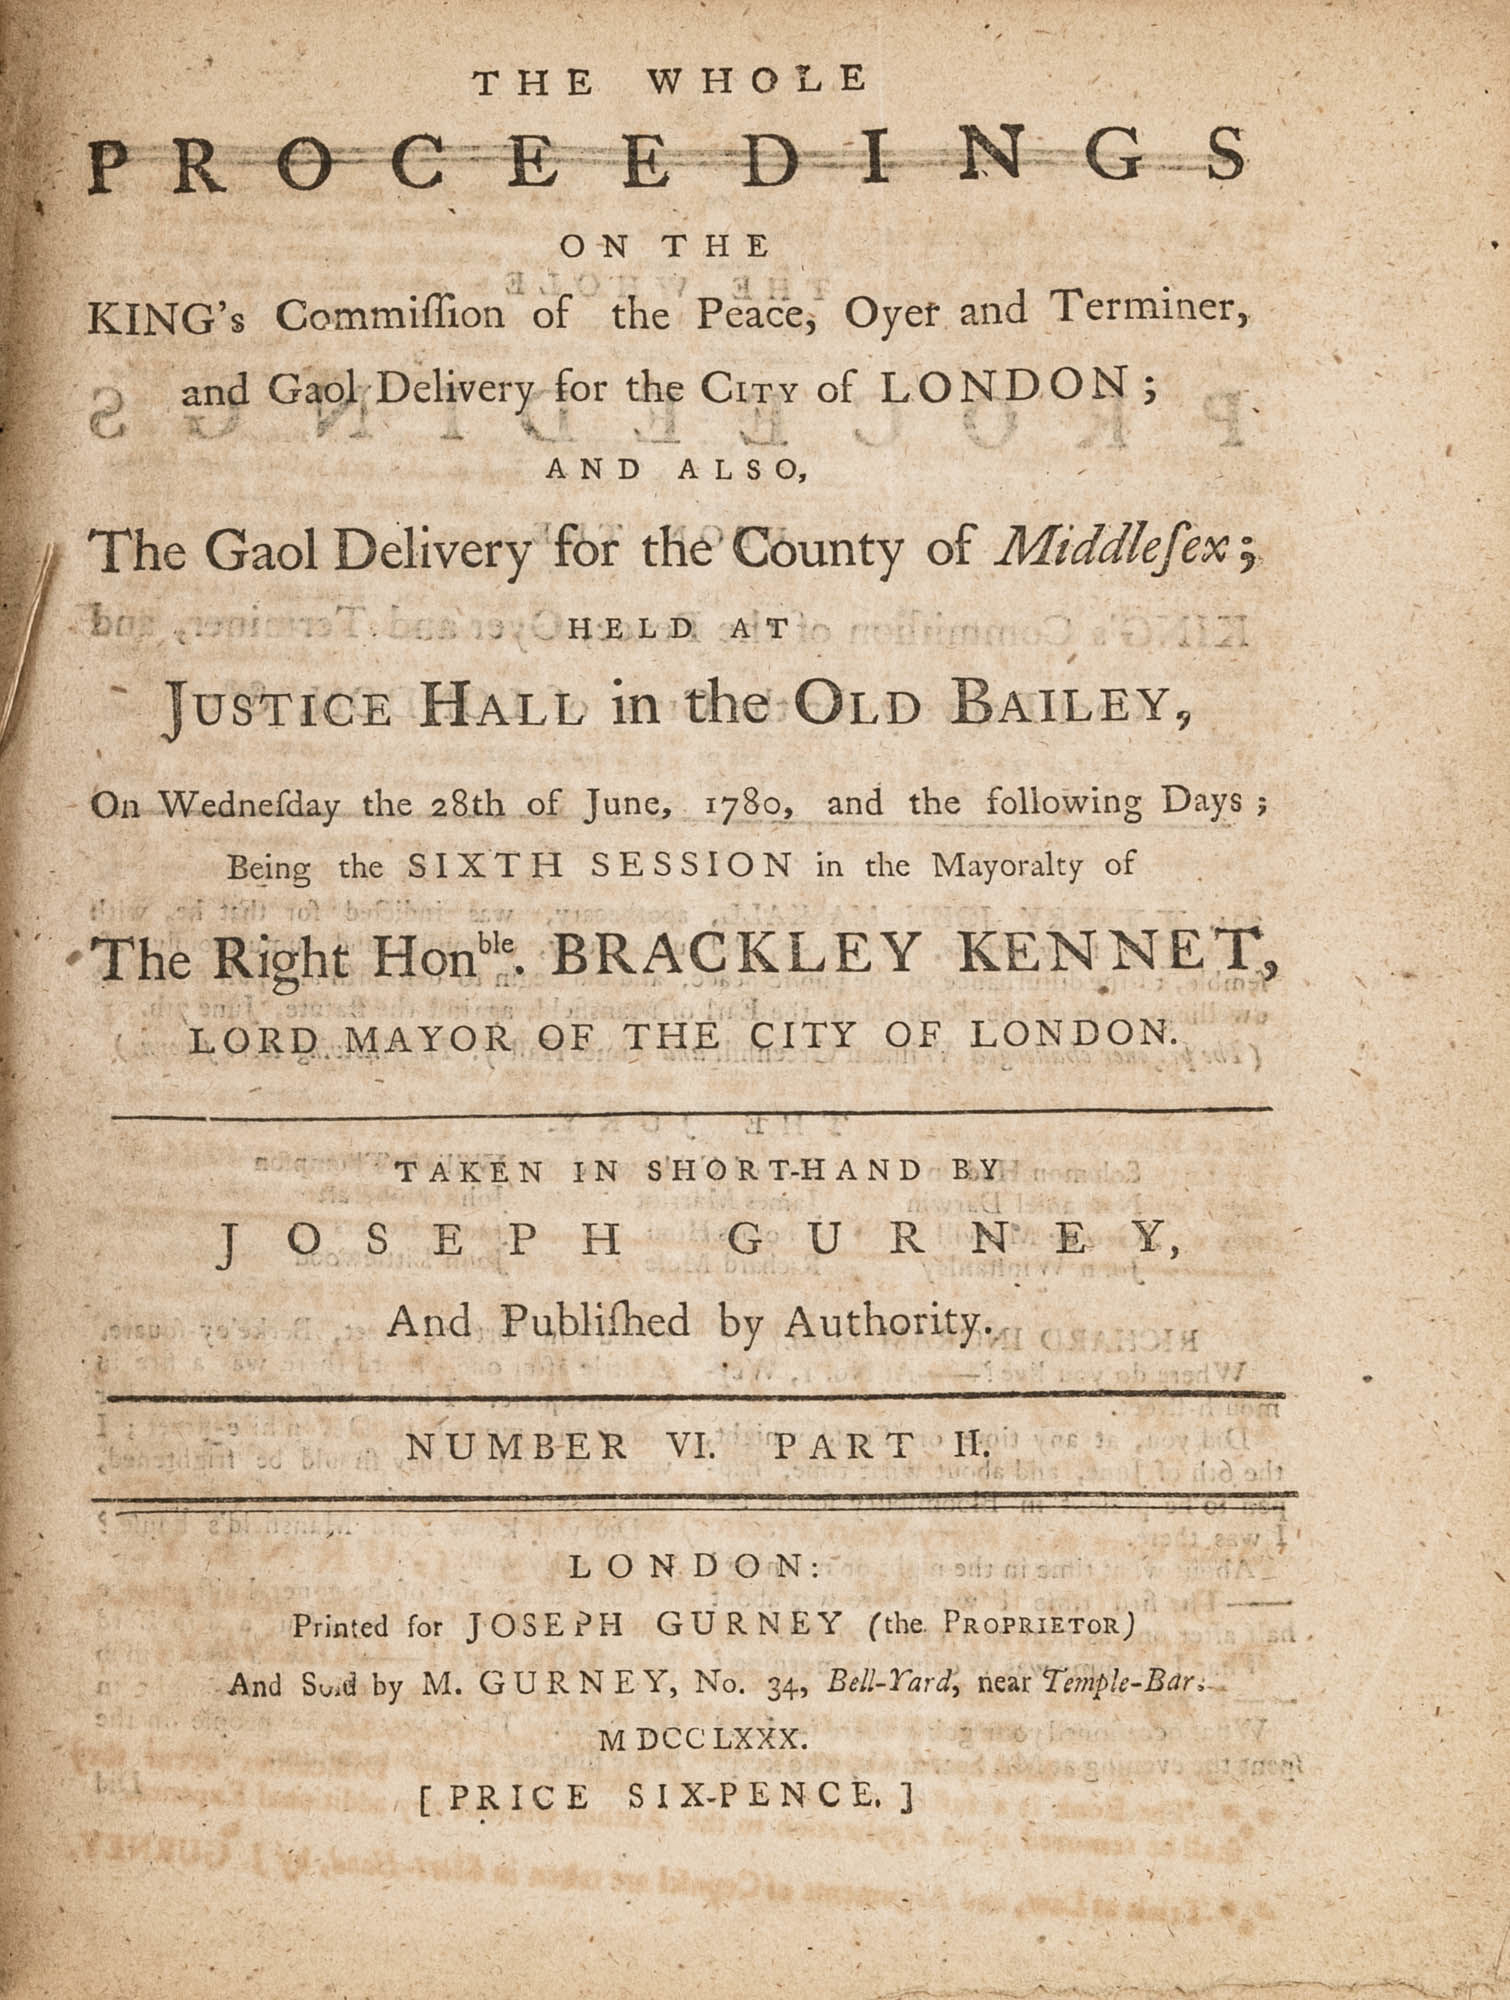 THE WHOLE
PROCEEDINGS
ON THE
KING's Commiſſion of the Peace, Oyer and Terminer,
and Gaol Delivery for the CITY of LONDON;
AND ALSO,
The Gaol Delivery for the County of Middleſex;
HELD AT
JUSTICE HALL in the OLD BAILEY,
On Wedneſday the 28th of June, 1780, and the following Days;
Being the SIXTH SESSION in the Mayoralty of
The Right Honble. BRACKLEY KENNET,
LORD MAYOR OF THE CITY OF LONDON.
TAKEN IN SHORT-HAND BY
JOSEPH GURNEY,
And Publiſhed by Authority.
NUMBER VI. PART II.
LONDON:
Printed for JOSEPH GURNEY (the PROPRIETOR)
And Sold by M. GURNEY, No. 34, Bell-Yard, near Temple-Bar.
MDCCLXXX.
[PRICE SIX-PENCE.]